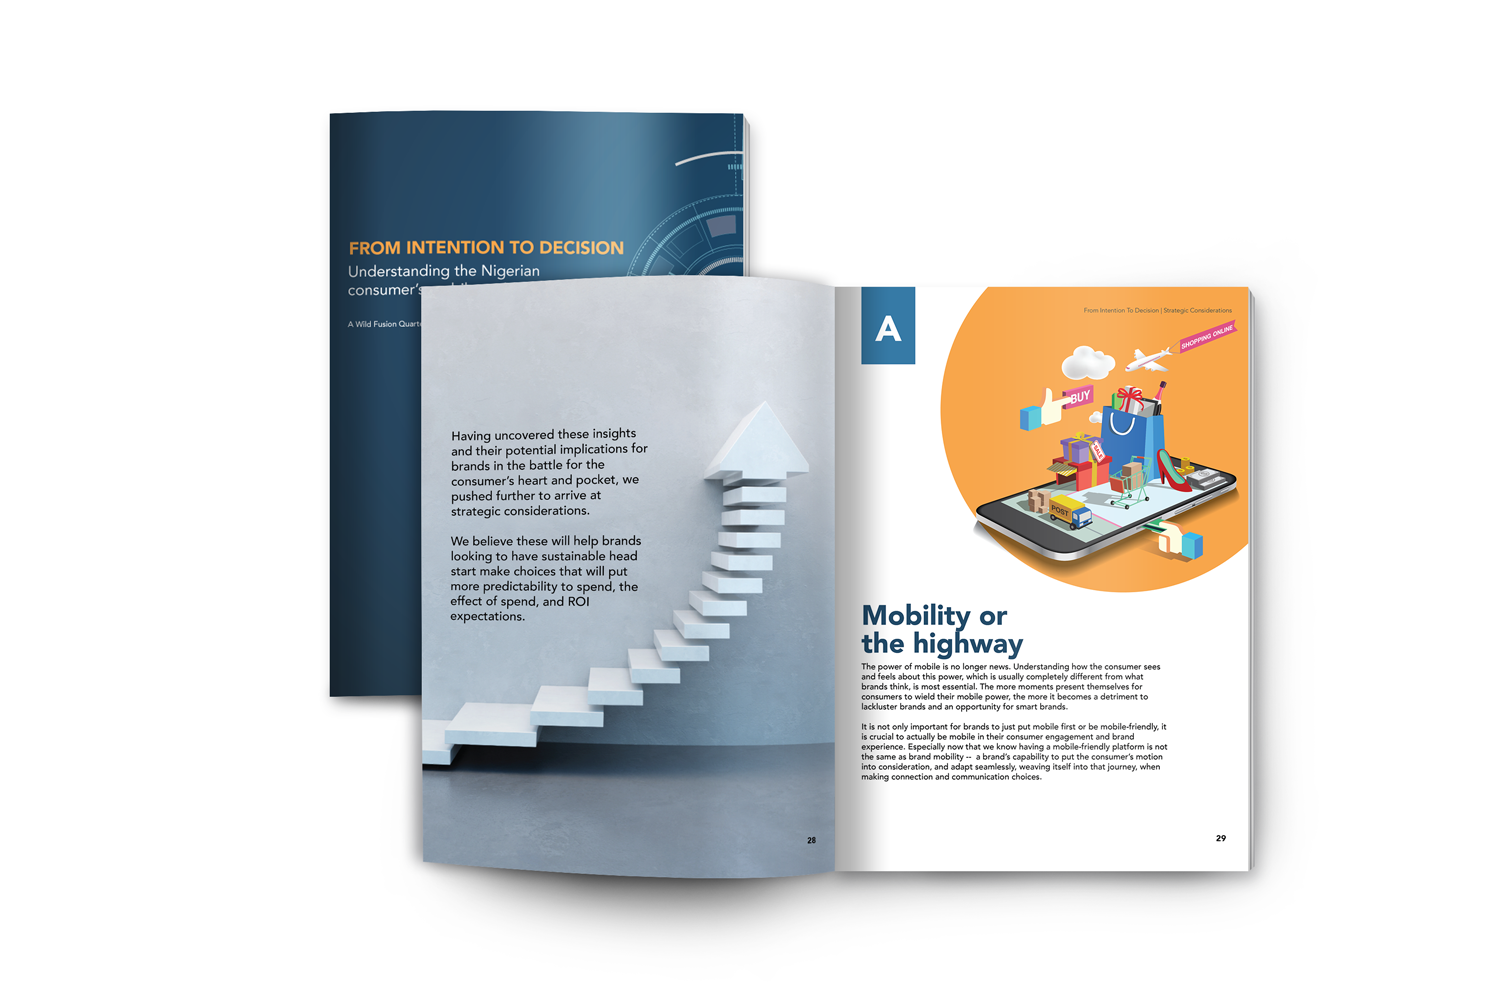 FROM INTENTION TO DECISION
Understanding the Nigerian
consumer's
A Wild Fusion
Having uncovered these insights
and their potential implications for
brands in the battle for the
consumer's heart and pocket, we
pushed further to arrive at
strategic considerations.
We believe these will help brands
looking to have sustainable head
start make choices that will put
more predictability to spend, the
effect of spend, and ROI
expectations.
28
A
From Intention To Decision | Strategic Considerations
SHOPPING ONLINE
BUY
SALE
POST
Mobility or
the highway
The power of mobile is no longer news. Understanding how the consumer sees
and feels about this power, which is usually completely different from what
brands think, is most essential. The more moments present themselves for
consumers to wield their mobile power, the more it becomes a detriment to
lackluster brands and an opportunity for smart brands.
It is not only important for brands to just put mobile first or be mobile-friendly, it
is crucial to actually be mobile in their consumer engagement and brand
experience. Especially now that we know having a mobile-friendly platform is not
the same as brand mobility -- a brand's capability to put the consumer's motion
into consideration, and adapt seamlessly, weaving itself into that journey, when
making connection and communication choices.
29